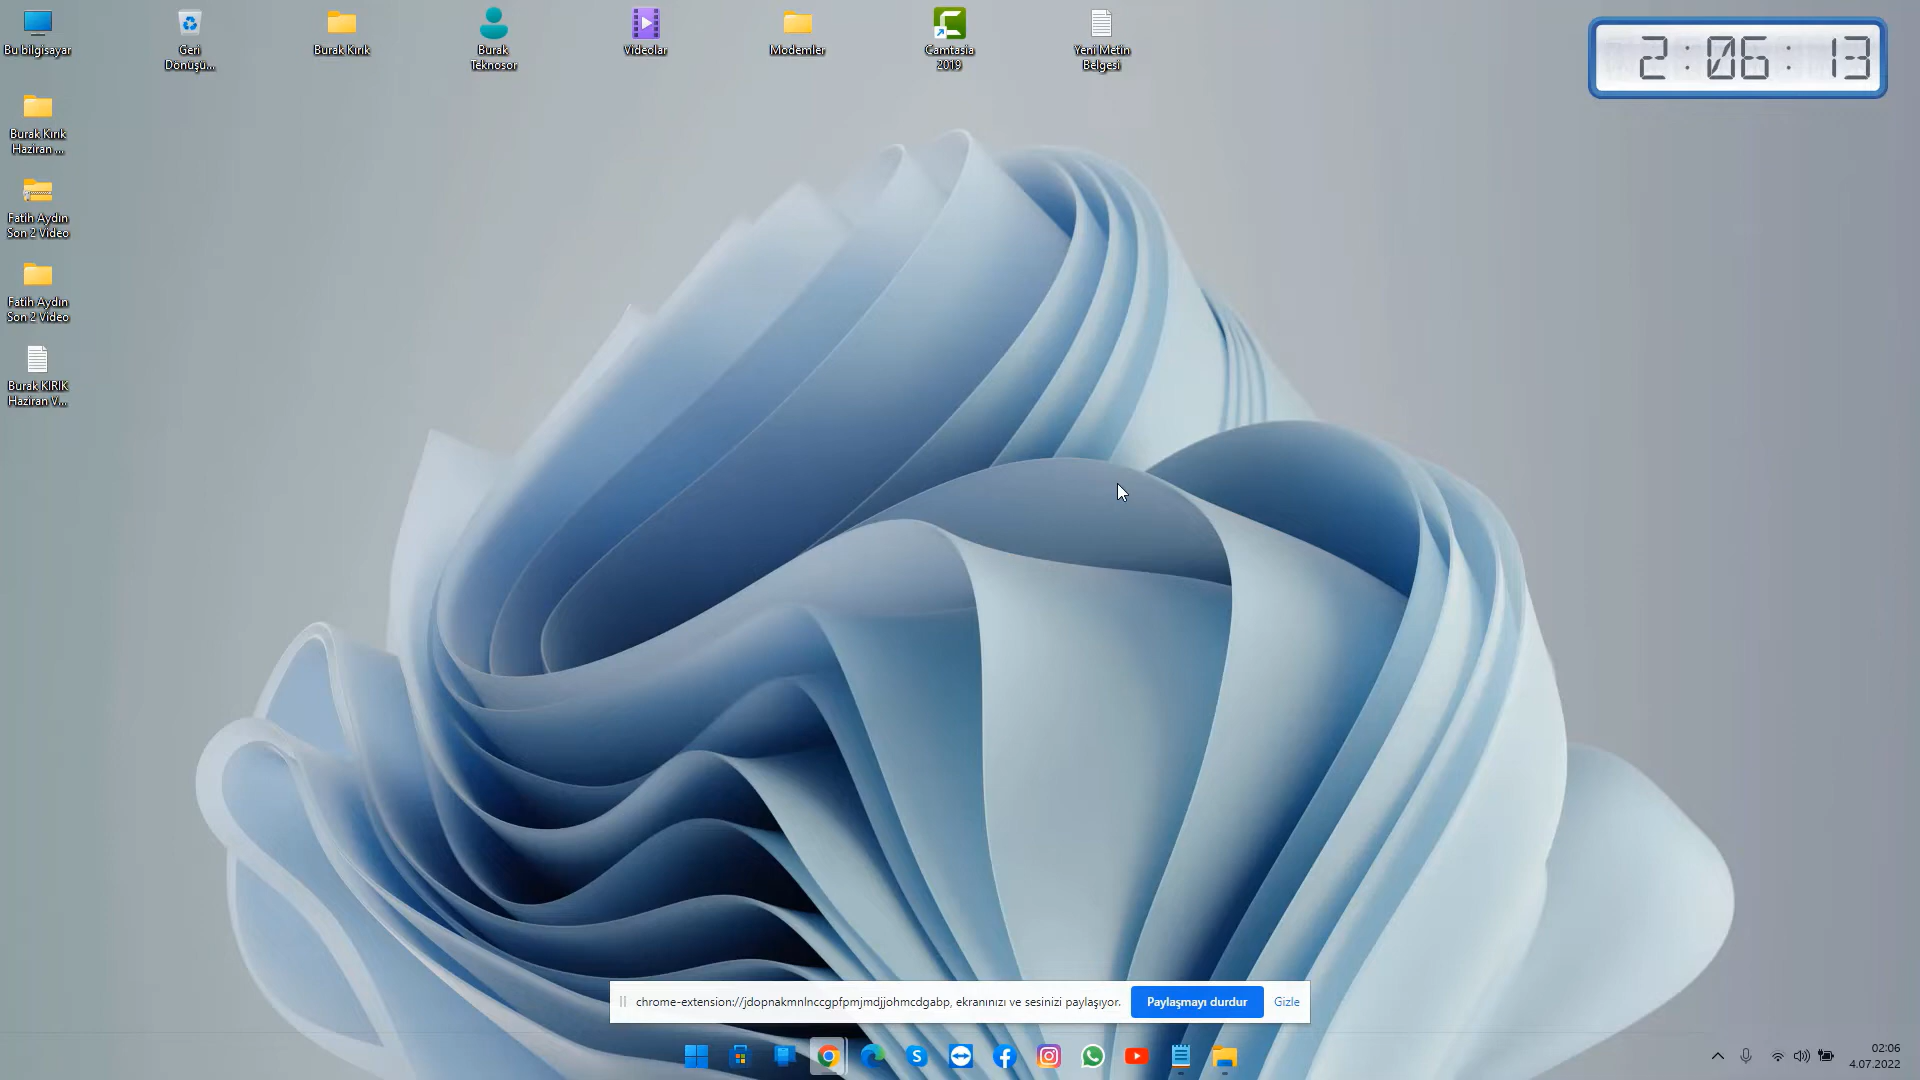 Bu bilgisayar
Geri
Dönüşü...
Burak Kırık
Burak
Teknosor
Videolar
Modemler
Camtasia
2019
Yeni Metin
Belgesi
2:06:13
Burak Kırık
Haziran ...
Fatih Aydın
Son 2 Video
Fatih Aydın
Son 2 Video
Burak KIRIK
Haziran V...
chrome-extension://jdopnakmnlnccgpfpmjmdjjohmcdgabp, ekranınızı ve sesinizi paylaşıyor.
Paylaşmayı durdur
Gizle
02:06
4.07.2022